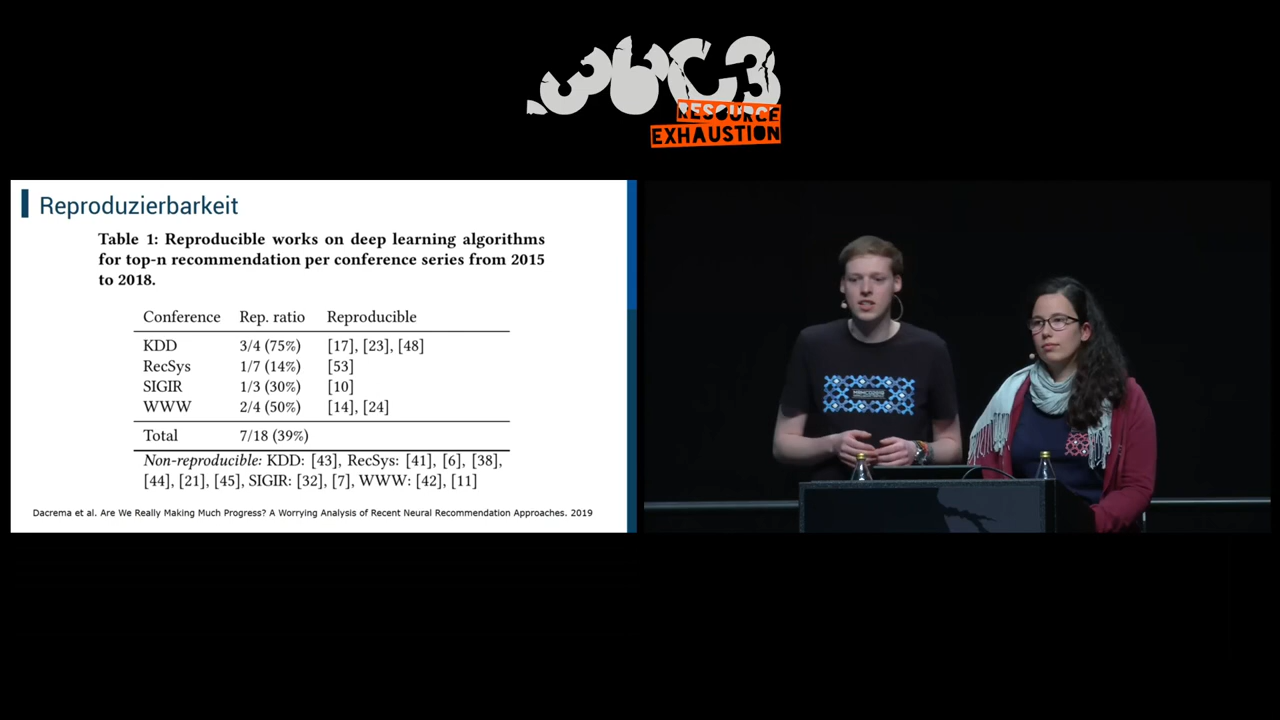 36C3
RESOURCE
EXHAUSTION
Reproduzierbarkeit
Table 1: Reproducible works on deep learning algorithms
for top-n recommendation per conference series from 2015
to 2018.
Conference Rep. ratio Reproducible
KDD 3/4 (75%) [17], [23], [48]
RecSys 1/7 (14%) [53]
SIGIR 1/3 (30%) [10]
WWW 2/4 (50%) [14], [24]
Total 7/18 (39%)
Non-reproducible: KDD: [43], RecSys: [41], [6], [38],
[44], [21], [45], SIGIR: [32], [7], WWW: [42], [11]
Dacrema et al. Are We Really Making Much Progress? A Worrying Analysis of Recent Neural Recommendation Approaches. 2019